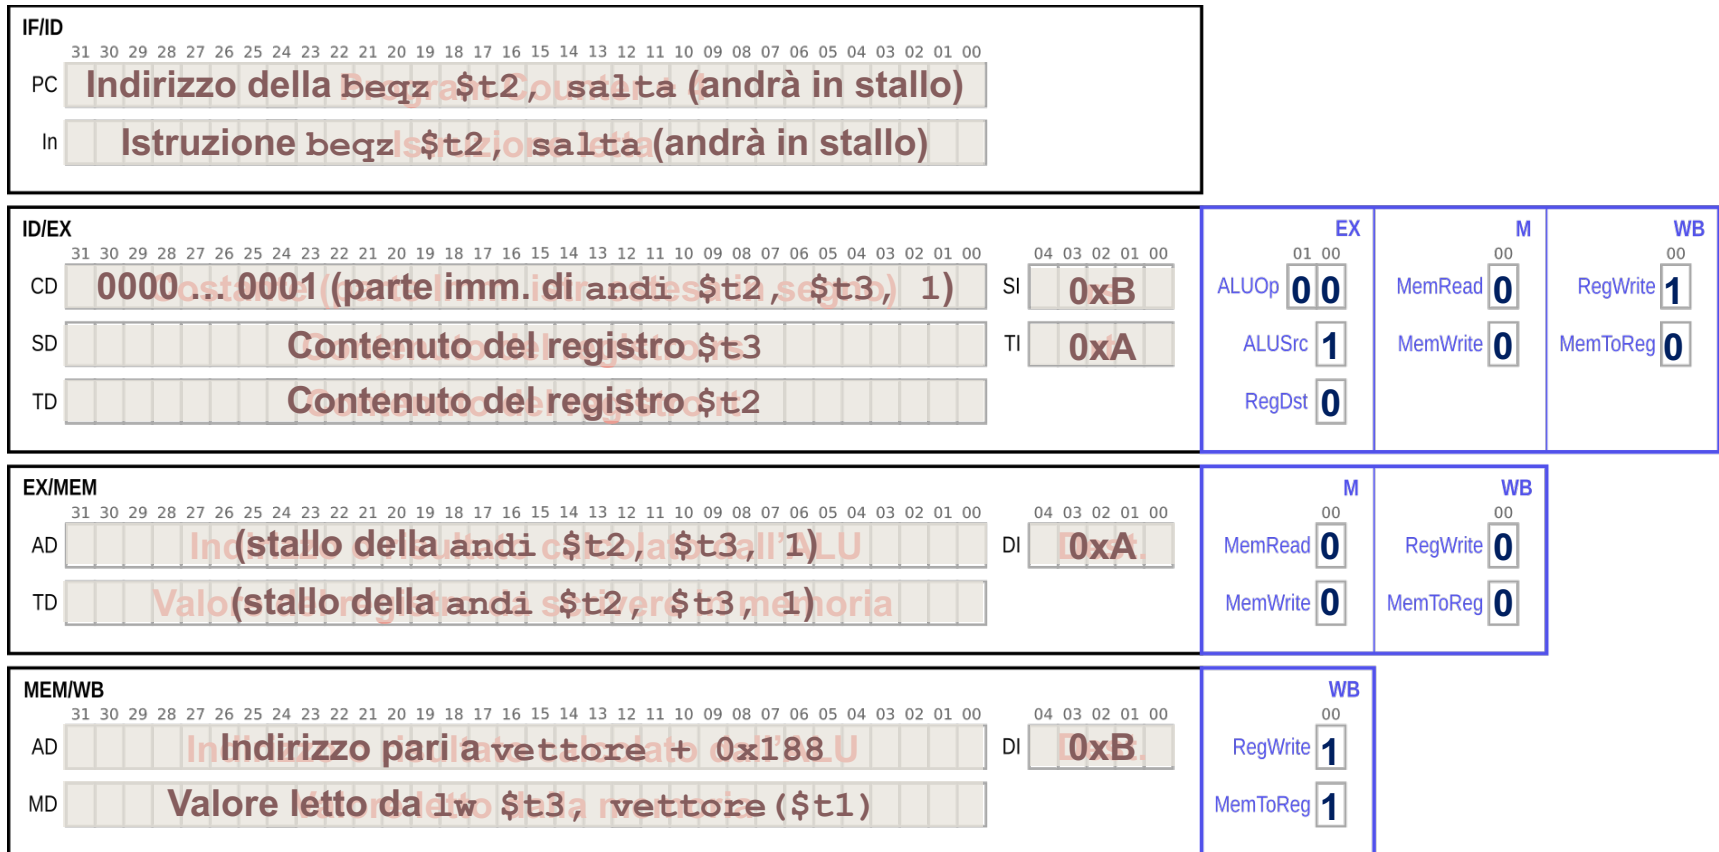 IF/ID
31 30 29 28 27 26 25 24 23 22 21 20 19 18 17 16 15 14 13 12 11 10 09 08 07 06 05 04 03 02 01 00
PC Indirizzo della beqz $t2, salta (andrà in stallo)
In Istruzione beqz $t2, salta (andrà in stallo)
ID/EX EX M WB
31 30 29 28 27 26 25 24 23 22 21 20 19 18 17 16 15 14 13 12 11 10 09 08 07 06 05 04 03 02 01 00 04 03 02 01 00 01 00 00 00
CD 0000 ... 0001 (parte imm. di andi $t2, $t3, 1) SI 0xB ALUOp 0 0 MemRead 0 RegWrite 1
SD Contenuto del registro $t3 TI 0xA ALUSrc 1 MemWrite 0 MemToReg 0
TD Contenuto del registro $t2 RegDst 0
EX/MEM M WB
31 30 29 28 27 26 25 24 23 22 21 20 19 18 17 16 15 14 13 12 11 10 09 08 07 06 05 04 03 02 01 00 04 03 02 01 00 00 00
AD (stallo della andi $t2, $t3, 1) DI 0xA MemRead 0 RegWrite 0
TD (stallo della andi $t2, $t3, 1) MemWrite 0 MemToReg 0
MEM/WB WB
31 30 29 28 27 26 25 24 23 22 21 20 19 18 17 16 15 14 13 12 11 10 09 08 07 06 05 04 03 02 01 00 04 03 02 01 00 00
AD Indirizzo pari a vettore + 0x188 DI 0xB RegWrite 1
MD Valore letto da lw $t3, vettore($t1) MemToReg 1